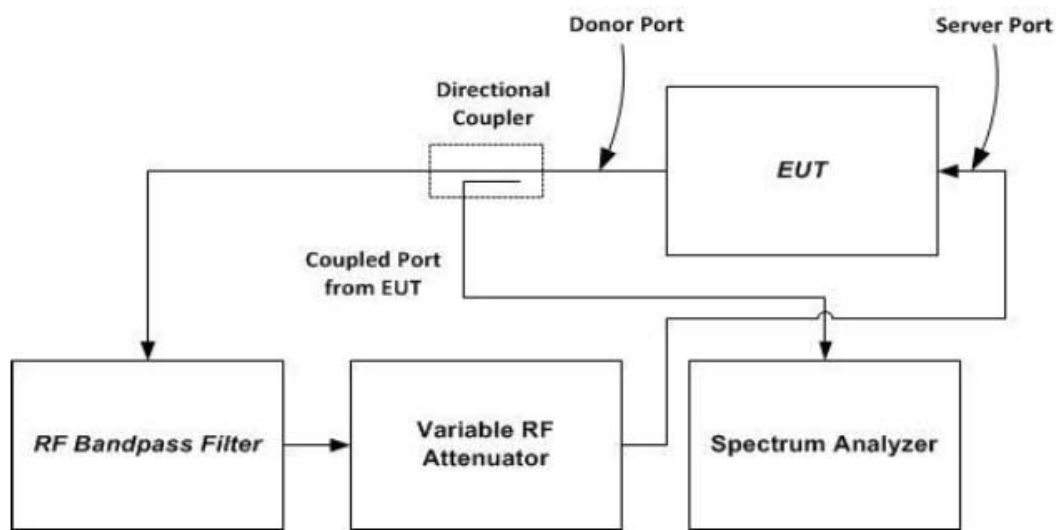 Donor Port
Server Port
Directional
Coupler
EUT
Coupled Port
from EUT
RF Bandpass Filter
Variable RF
Attenuator
Spectrum Analyzer